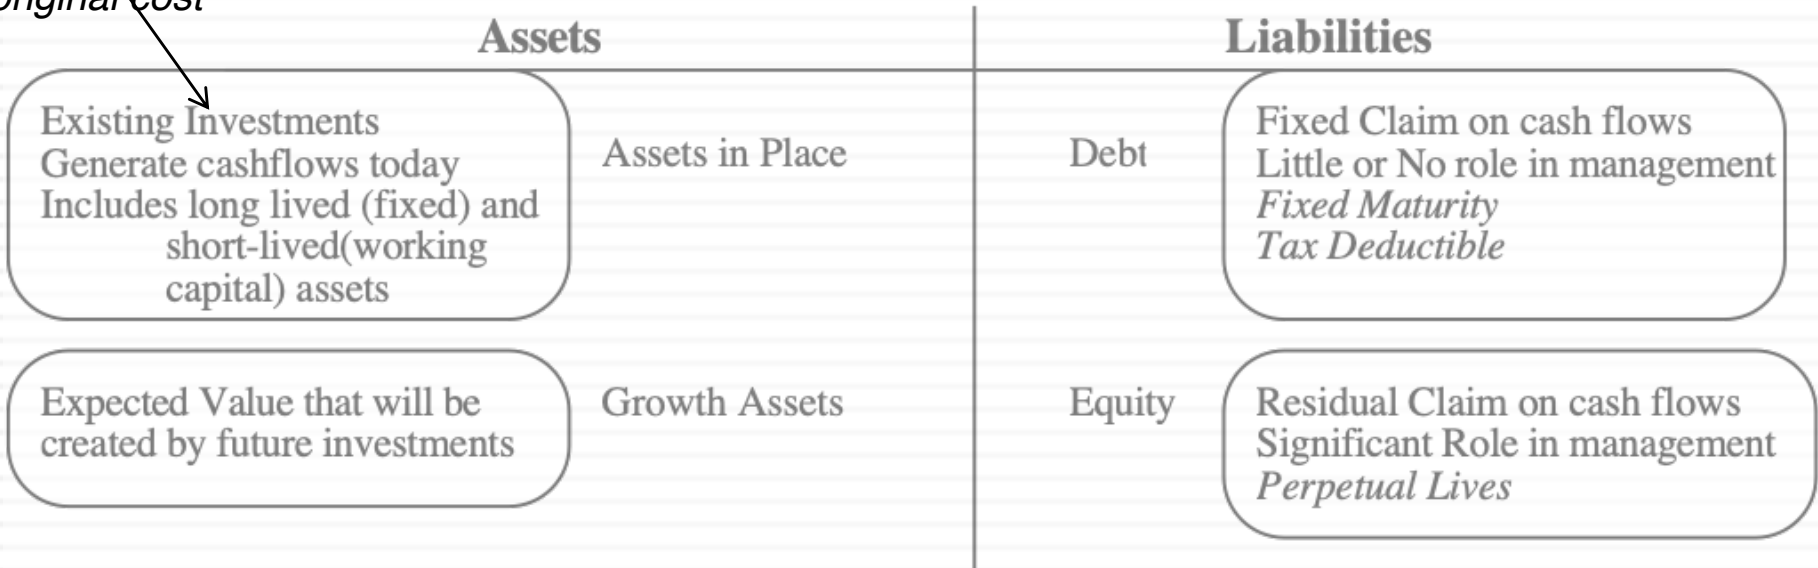 original cost
Assets
Liabilities
Existing Investments
Generate cashflows today
Includes long lived (fixed) and
short-lived(working
capital) assets
Assets in Place
Debt
Fixed Claim on cash flows
Little or No role in management
Fixed Maturity
Tax Deductible
Expected Value that will be
created by future investments
Growth Assets
Equity
Residual Claim on cash flows
Significant Role in management
Perpetual Lives